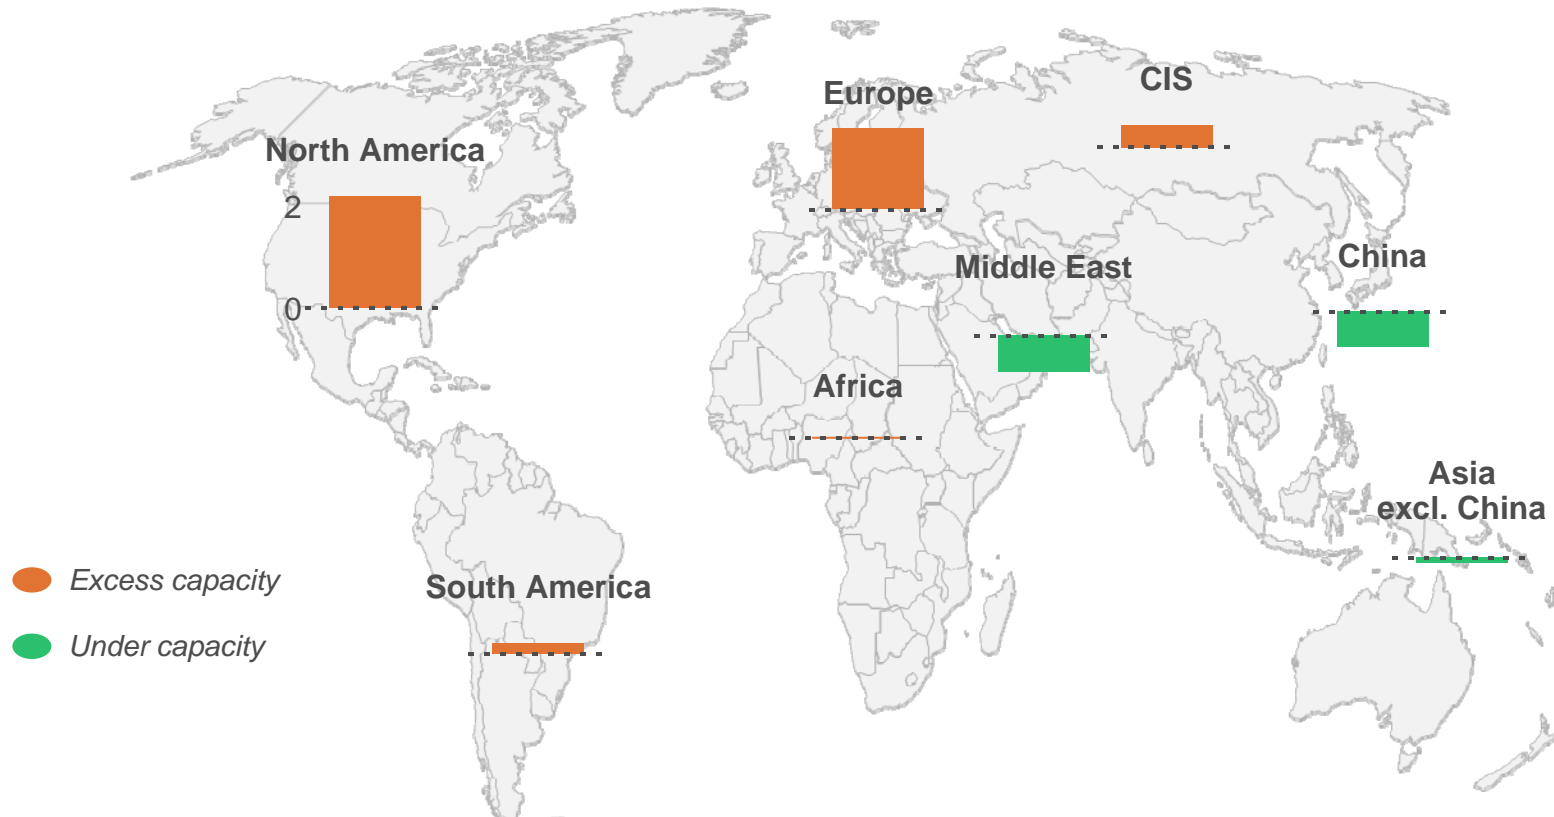 CIS
Europe
North America
2
China
Middle East
0
Africa
Asia
excl. China
Excess capacity
South America
Under capacity